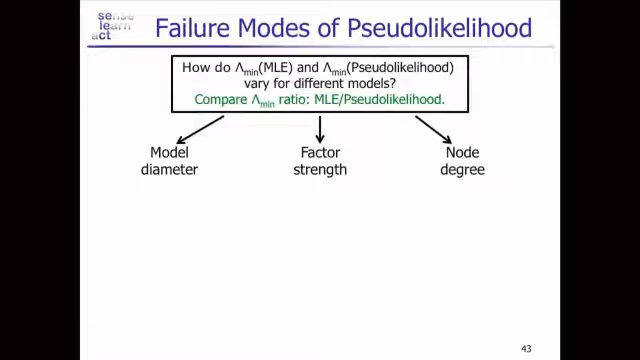 sense
learn
act
Failure Modes of Pseudolikelihood
How do Λmin(MLE) and Λmin(Pseudolikelihood)
vary for different models?
Compare Λmin ratio: MLE/Pseudolikelihood.
Model
diameter
Factor
strength
Node
degree
43